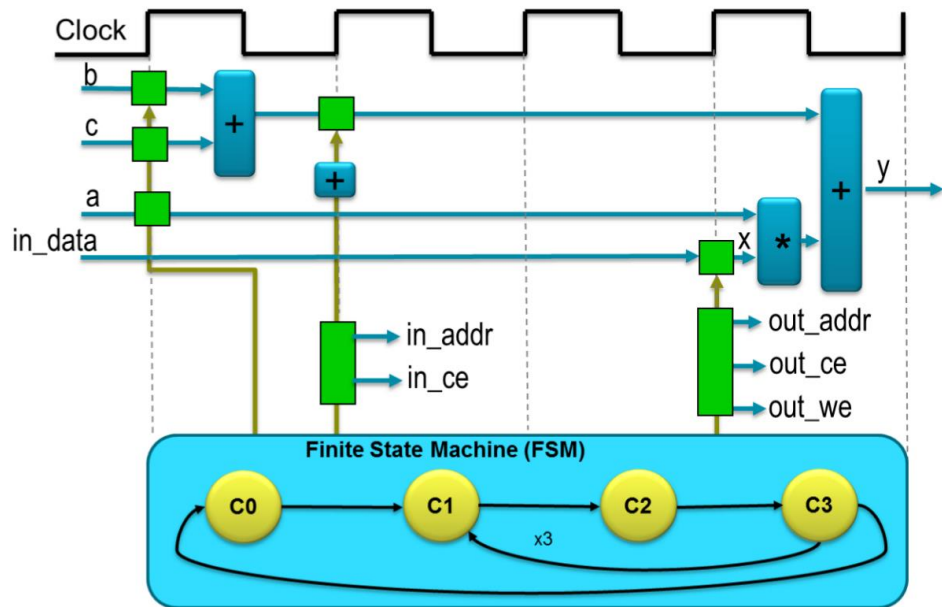 Clock
b
+
c
+
+
y
a
*
in_data
x
in_addr
in_ce
out_addr
out_ce
out_we
Finite State Machine (FSM)
C0
C1
C2
C3
x3